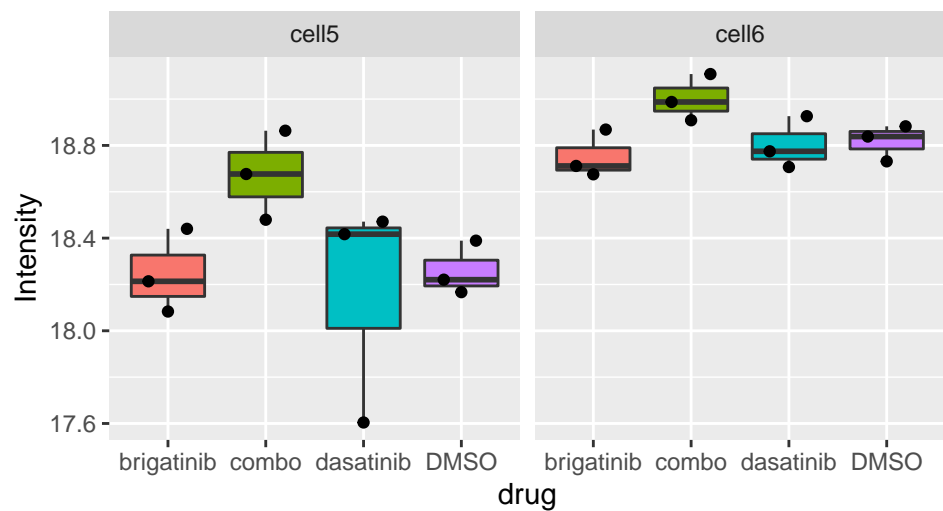 cell5 cell6
Intensity
18.8
18.4
18.0
17.6
brigatinib combo dasatinib DMSO brigatinib combo dasatinib DMSO
drug